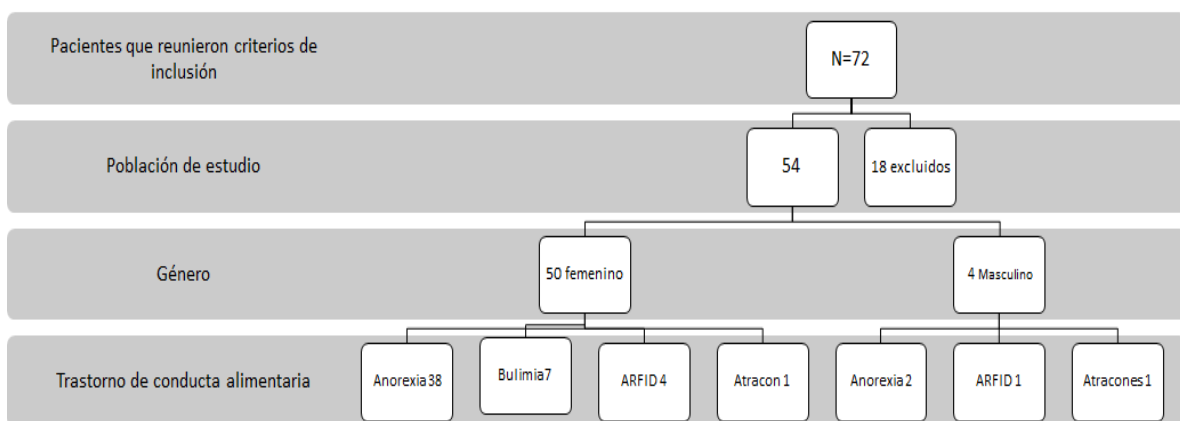 Pacientes que reunieron criterios de
inclusión
N=72
Población de estudio
54
18 excluidos
Género
50 femenino
4 Masculino
Trastorno de conducta alimentaria
Anorexia 38
Bulimia7
ARFID 4
Atracon 1
Anorexia 2
ARFID 1
Atracones 1